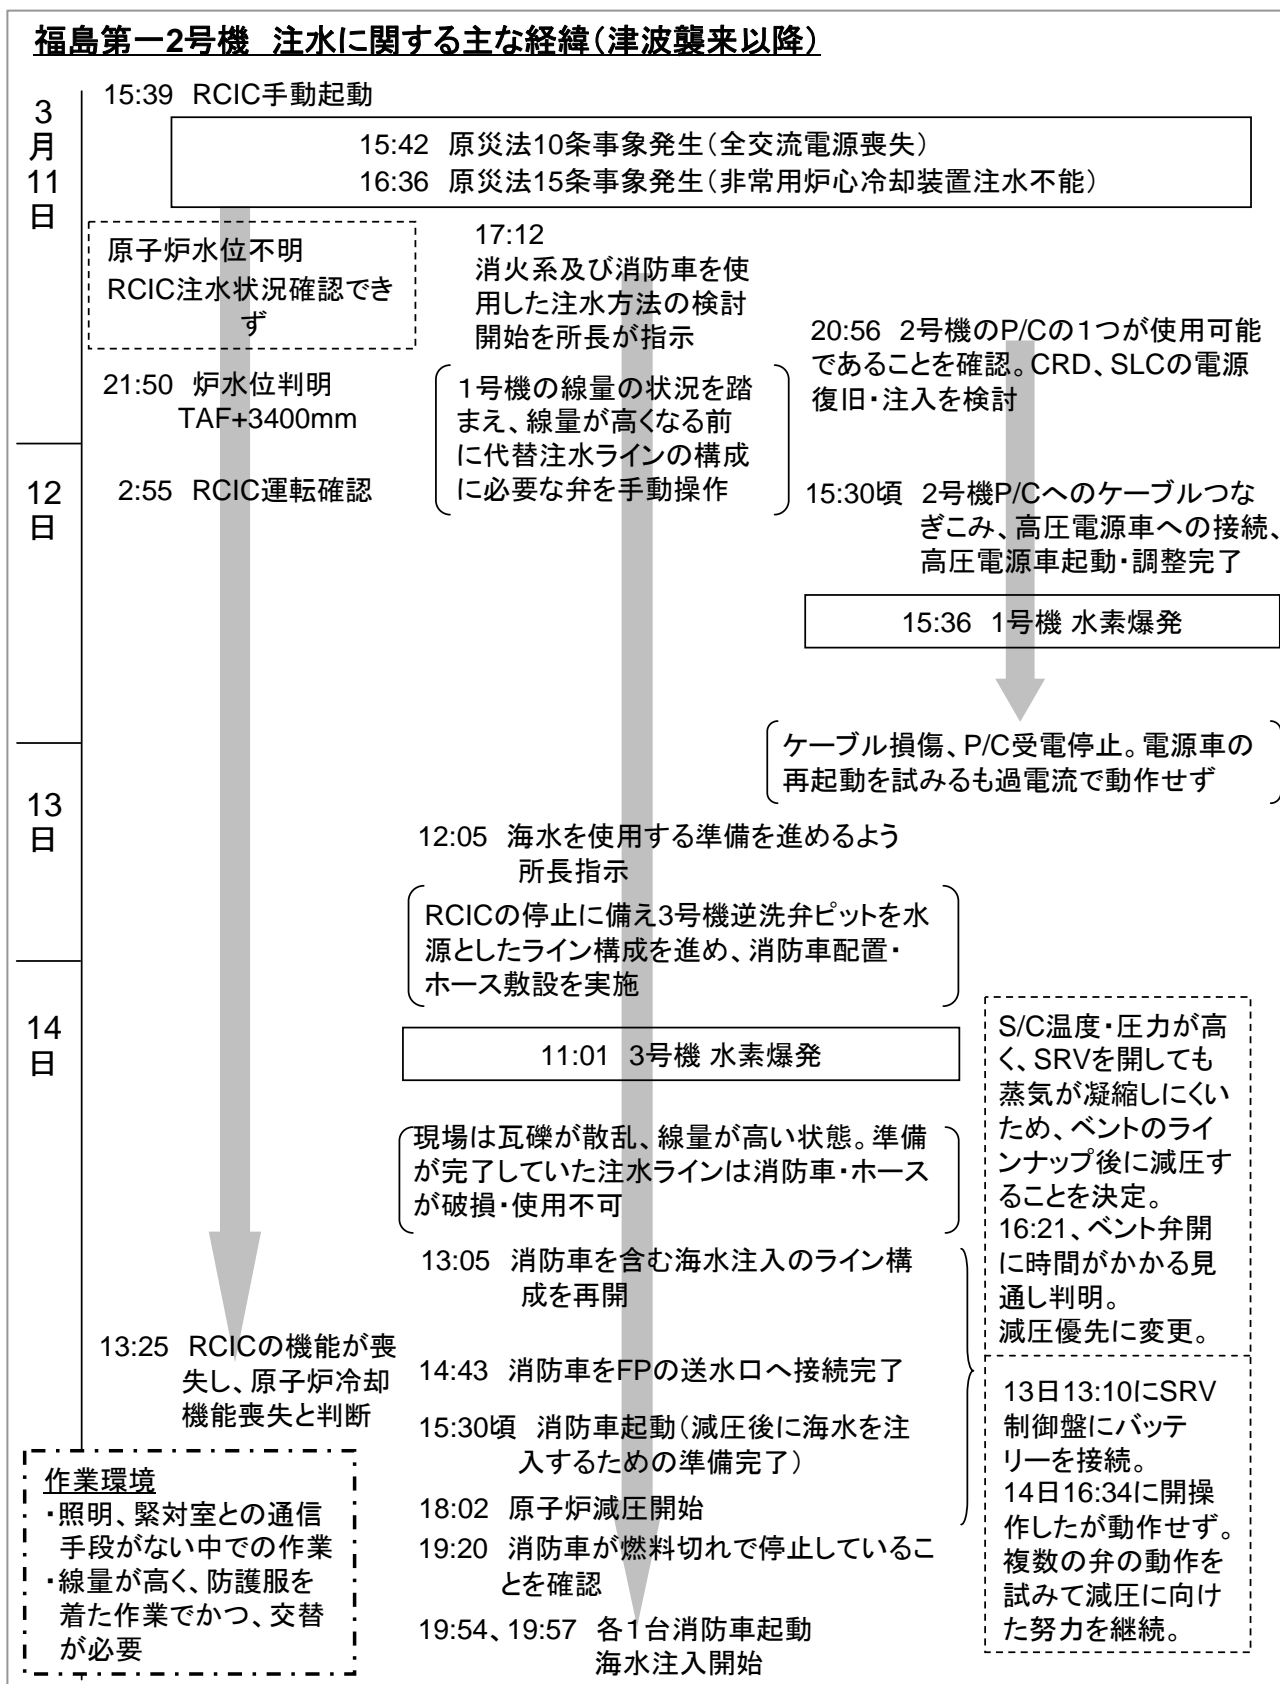 福島第一2号機 注水に関する主な経緯(津波襲来以降)
3
月
11
日
15:39 RCIC手動起動
15:42 原災法10条事象発生(全交流電源喪失)
16:36 原災法15条事象発生(非常用炉心冷却装置注水不能)
原子炉水位不明
RCIC注水状況確認でき
ず
17:12
消火系及び消防車を使
用した注水方法の検討
開始を所長が指示
20:56 2号機のP/Cの1つが使用可能
であることを確認。CRD、SLCの電源
復旧・注入を検討
21:50 炉水位判明
TAF+3400mm
1号機の線量の状況を踏
まえ、線量が高くなる前
に代替注水ラインの構成
に必要な弁を手動操作
12
日
2:55 RCIC運転確認
15:30頃 2号機P/Cへのケーブルつな
ぎこみ、高圧電源車への接続、
高圧電源車起動・調整完了
15:36 1号機 水素爆発
ケーブル損傷、P/C受電停止。電源車の
再起動を試みるも過電流で動作せず
13
日
12:05 海水を使用する準備を進めるよう
所長指示
RCICの停止に備え3号機逆洗弁ピットを水
源としたライン構成を進め、消防車配置・
ホース敷設を実施
14
日
11:01 3号機 水素爆発
現場は瓦礫が散乱、線量が高い状態。準備
が完了していた注水ラインは消防車・ホース
が破損・使用不可
13:05 消防車を含む海水注入のライン構
成を再開
13:25 RCICの機能が喪
失し、原子炉冷却
機能喪失と判断
14:43 消防車をFPの送水口へ接続完了
15:30頃 消防車起動(減圧後に海水を注
入するための準備完了)
18:02 原子炉減圧開始
19:20 消防車が燃料切れで停止しているこ
とを確認
19:54、19:57 各1台消防車起動
海水注入開始
S/C温度・圧力が高
く、SRVを開しても
蒸気が凝縮しにくい
ため、ベントのライ
ンナップ後に減圧す
ることを決定。
16:21、ベント弁開
に時間がかかる見
通し判明。
減圧優先に変更。
13日13:10にSRV
制御盤にバッテ
リーを接続。
14日16:34に開操
作したが動作せず。
複数の弁の動作を
試みて減圧に向け
た努力を継続。
作業環境
・照明、緊対室との通信
手段がない中での作業
・線量が高く、防護服を
着た作業でかつ、交替
が必要